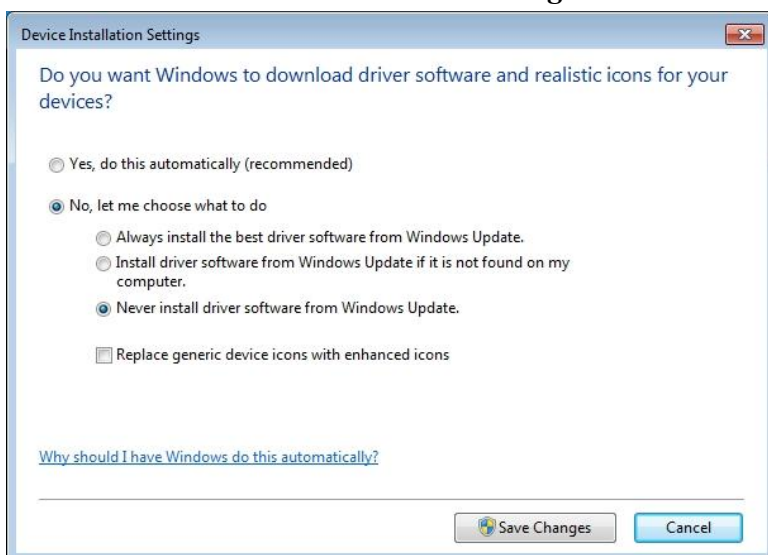 Device Installation Settings
Do you want Windows to download driver software and realistic icons for your
devices?
Yes, do this automatically (recommended)
No, let me choose what to do
Always install the best driver software from Windows Update.
Install driver software from Windows Update if it is not found on my
computer.
Never install driver software from Windows Update.
Replace generic device icons with enhanced icons
Why should I have Windows do this automatically?
Save Changes
Cancel